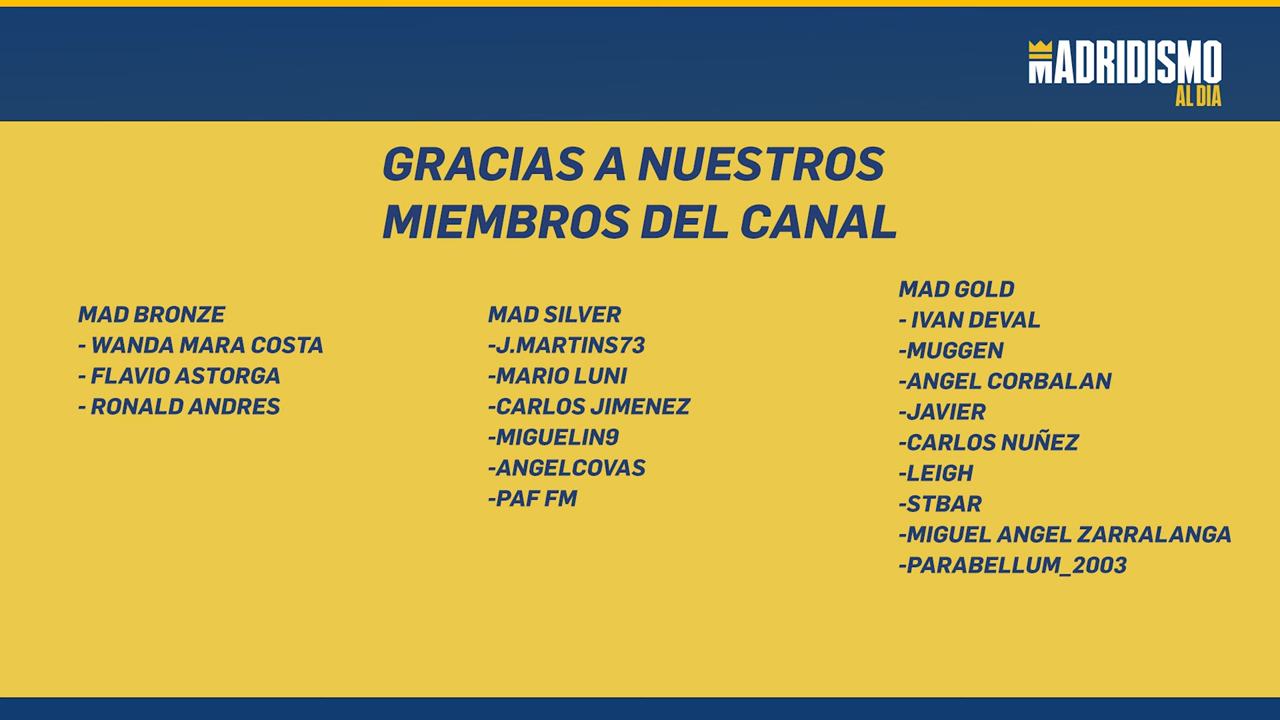 MADRIDISMO
AL DIA
GRACIAS A NUESTROS
MIEMBROS DEL CANAL
MAD BRONZE
- WANDA MARA COSTA
- FLAVIO ASTORGA
- RONALD ANDRES
MAD SILVER
-J.MARTINS73
-MARIO LUNI
-CARLOS JIMENEZ
-MIGUELIN9
-ANGELCOVAS
-PAF FM
MAD GOLD
- IVAN DEVAL
-MUGGEN
-ANGEL CORBALAN
-JAVIER
-CARLOS NUÑEZ
-LEIGH
-STBAR
-MIGUEL ANGEL ZARRALANGA
-PARABELLUM_2003